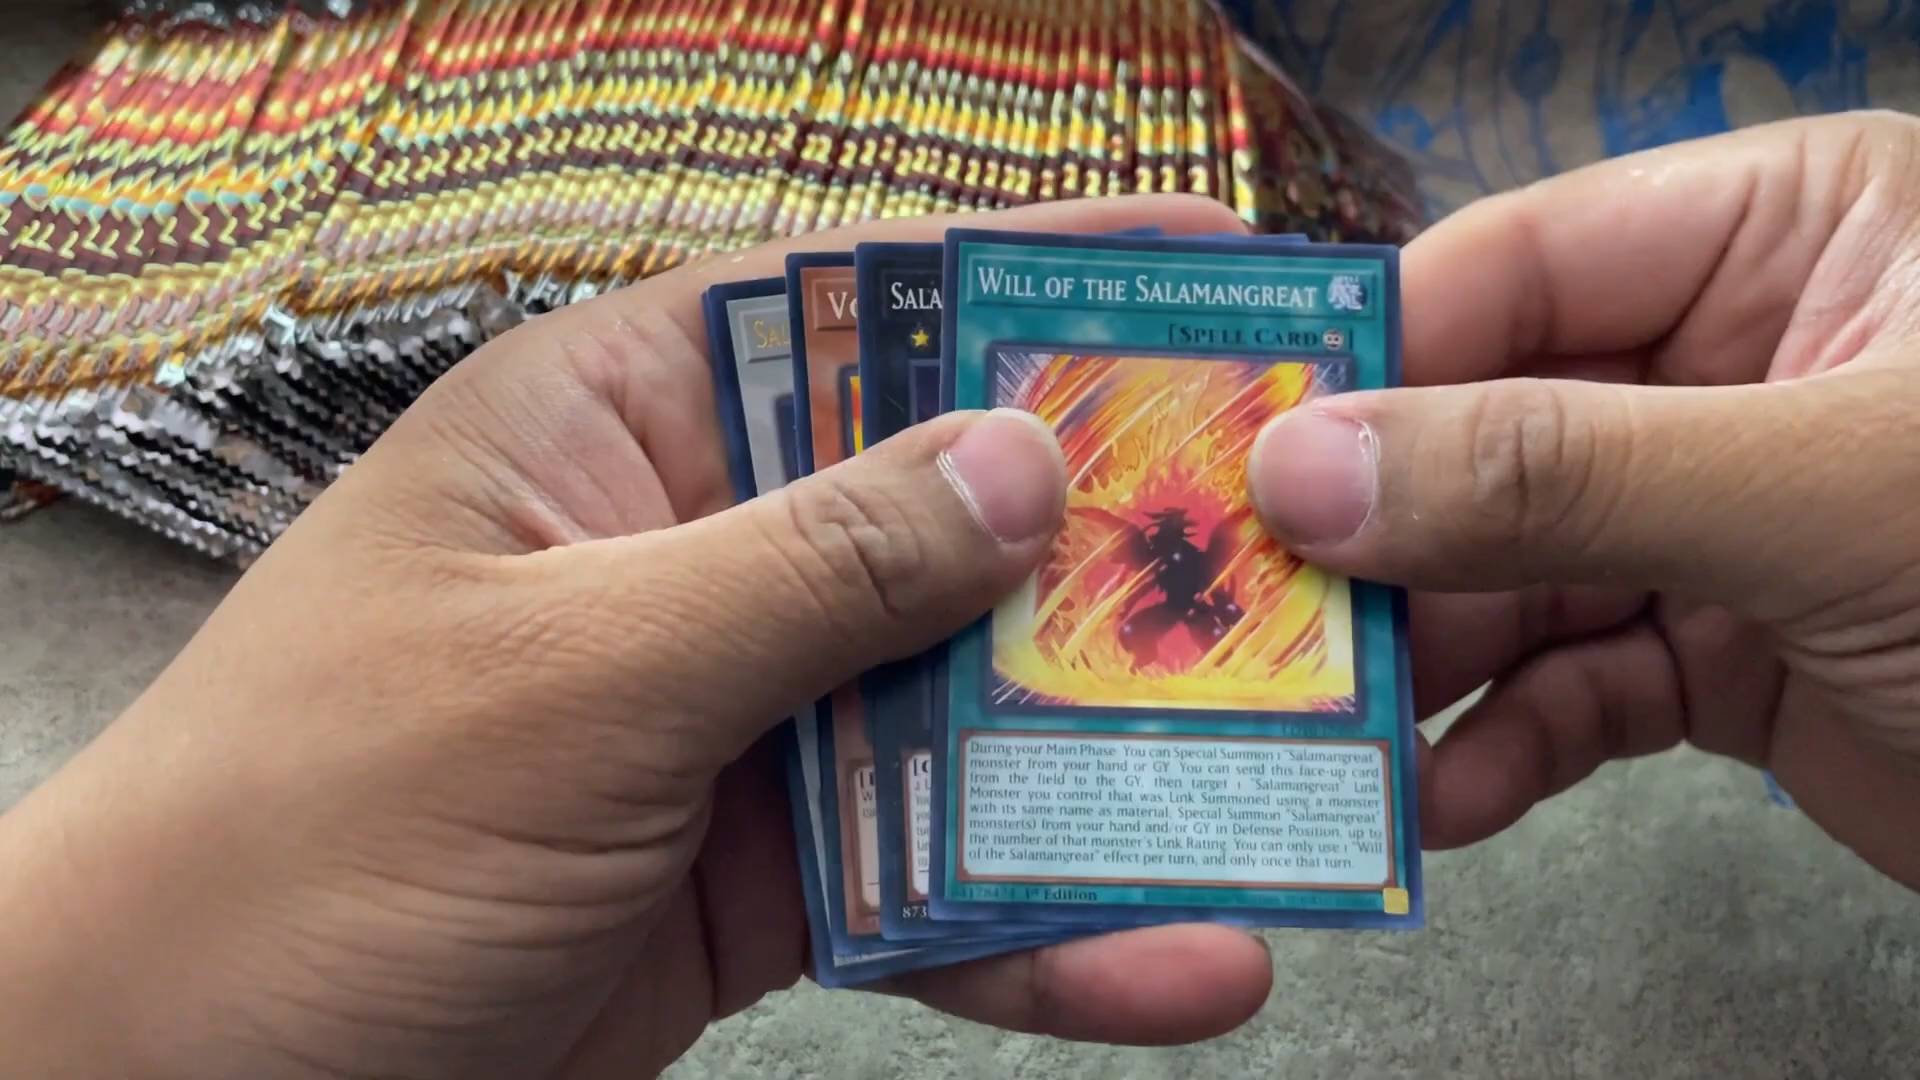 Sal
Vo
Sala
Will of the Salamangreat
[Spell Card]
During your Main Phase: You can Special Summon 1 "Salamangreat"
monster from your hand or GY. You can send this face-up card
from the field to the GY, then target 1 "Salamangreat" Link
Monster you control that was Link Summoned using a monster
with its same name as material; Special Summon "Salamangreat"
monster(s) from your hand and/or GY in Defense Position, up to
the number of that monster's Link Rating. You can only use 1 "Will
of the Salamangreat" effect per turn, and only once that turn.
1st Edition
873